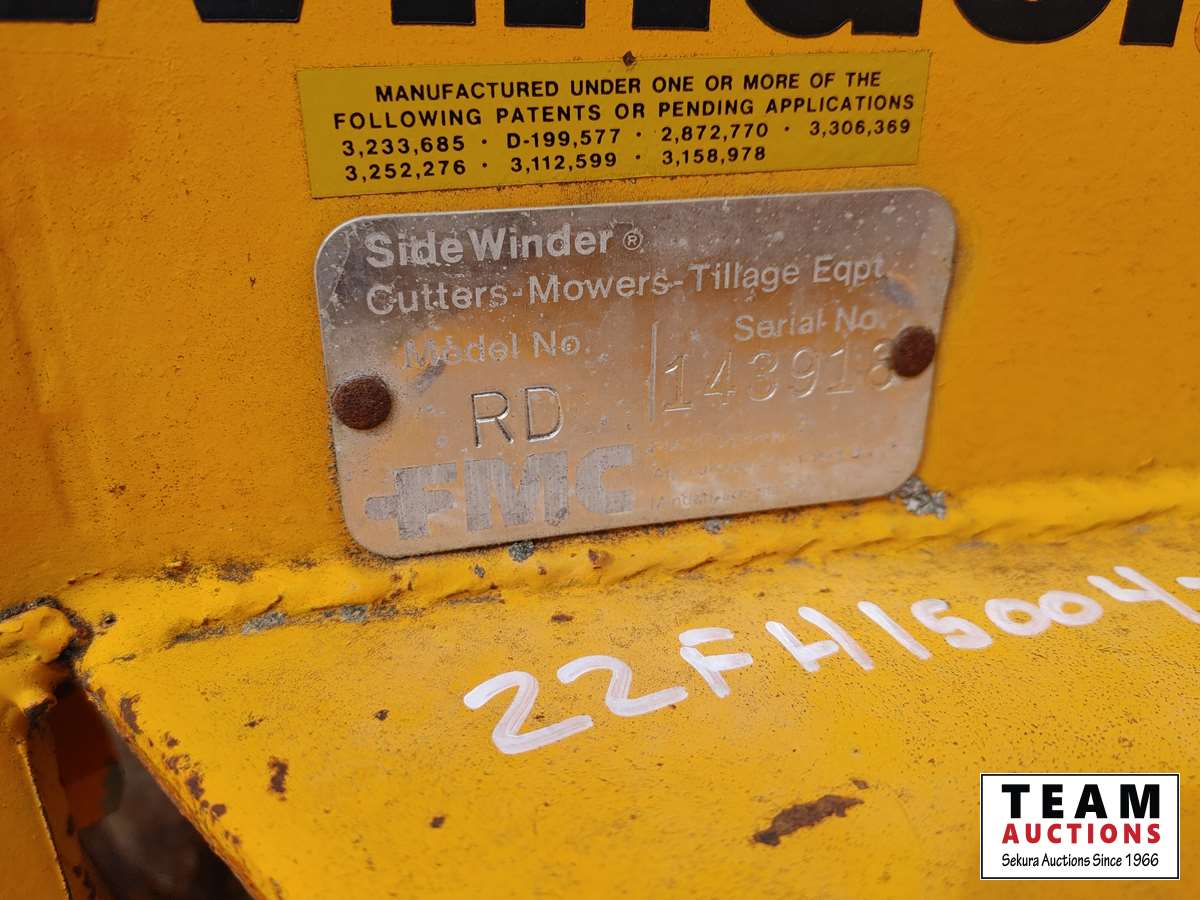 MANUFACTURED UNDER ONE OR MORE OF THE
FOLLOWING PATENTS OR PENDING APPLICATIONS
3,233,685 · D-199,577 · 2,872,770 · 3,306,369
3,252,276 · 3,112,599 · 3,158,978
SideWinder®
Cutters-Mowers-Tillage Eqpt
Model No. Serial No.
RD 143918
FMC
22FH15004-
TEAM
AUCTIONS
Sekura Auctions Since 1966